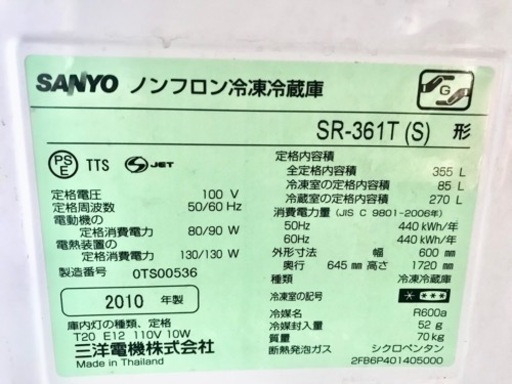 SANYO ノンフロン冷凍冷蔵庫
G
SR-361T (S) 形
PS E TTS S JET
定格電圧 100 V
定格周波数 50/60 Hz
電動機の
定格消費電力 80/90 W
電熱装置の
定格消費電力 130/130 W
製造番号 0TS00536
2010 年製
庫内灯の種類、定格
T20 E12 110V 10W
三洋電機株式会社
Made in Thailand
定格内容積
全定格内容積 355 L
冷凍室の定格内容積 85 L
冷蔵室の定格内容積 270 L
消費電力量 (JIS C 9801-2006年)
50Hz 440 kWh/年
60Hz 440 kWh/年
外形寸法 幅 600 mm
奥行 645 mm 高さ 1720 mm
種類 冷凍冷蔵庫
冷凍室の記号 * ***
冷媒名 R600a
冷媒封入量 52 g
質量 70 kg
断熱発泡ガス シクロペンタン
2FB6P401405000